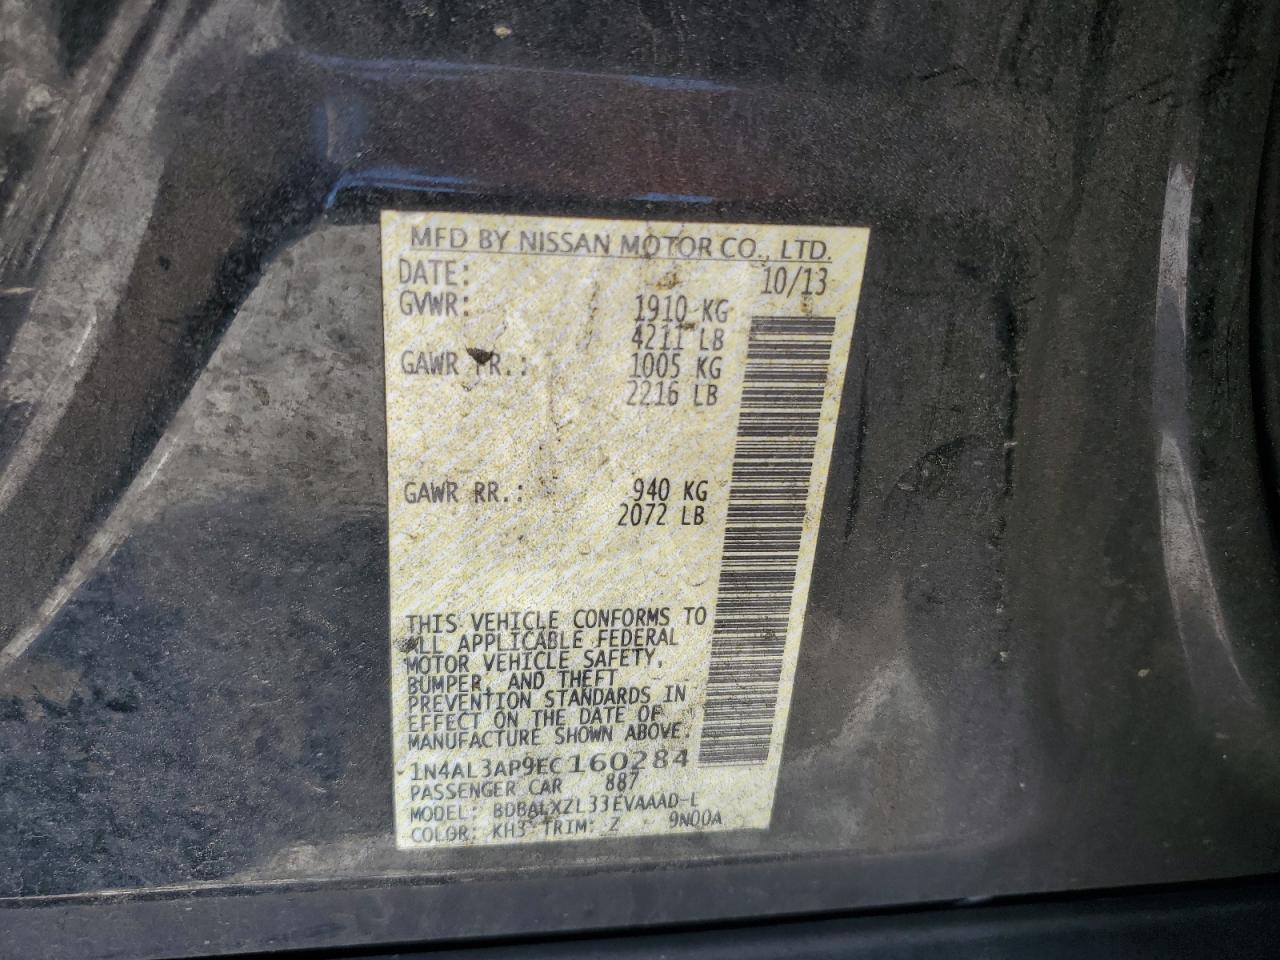 MFD BY NISSAN MOTOR CO., LTD.
DATE: 10/13
GVWR: 1910 KG
4211 LB
GAWR FR.: 1005 KG
2216 LB
GAWR RR.: 940 KG
2072 LB
THIS VEHICLE CONFORMS TO
ALL APPLICABLE FEDERAL
MOTOR VEHICLE SAFETY,
BUMPER, AND THEFT
PREVENTION STANDARDS IN
EFFECT ON THE DATE OF
MANUFACTURE SHOWN ABOVE.
1N4AL3AP9EC160284
PASSENGER CAR 887
MODEL: BDBALXZL33EVAAAD-L
COLOR: KH3 TRIM: Z 9N00A